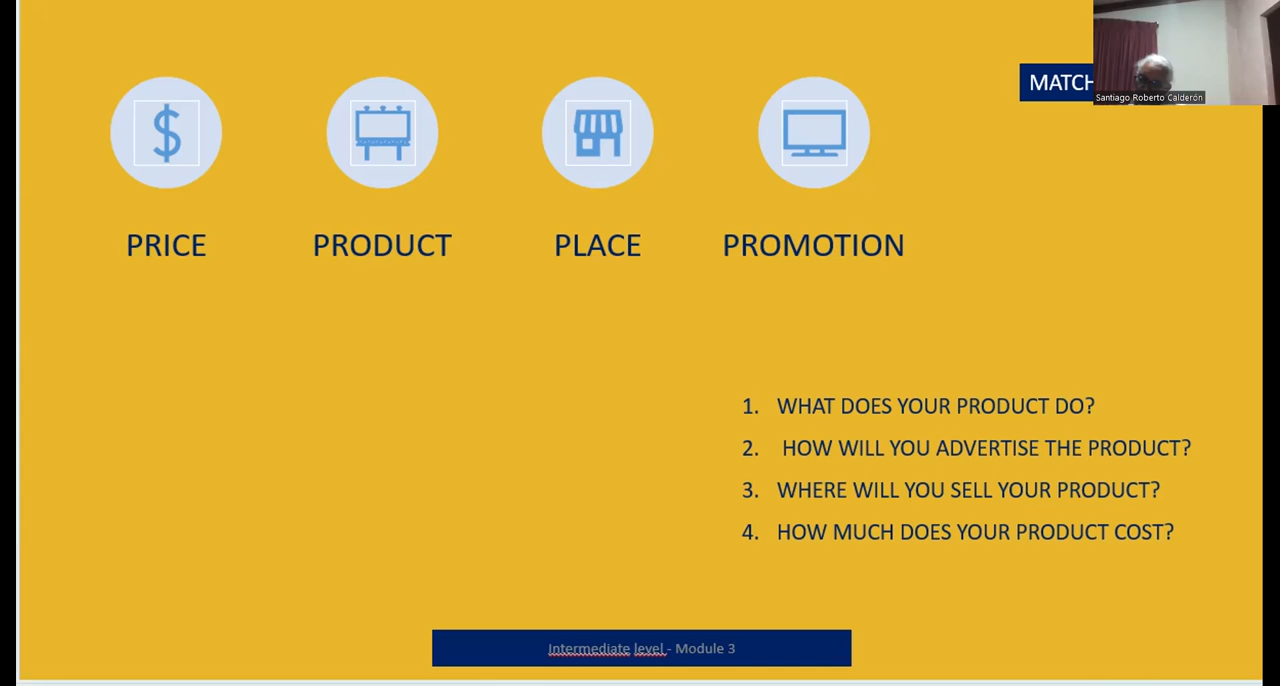 MATCH
Santiago Roberto Calderón
$
PRICE PRODUCT PLACE PROMOTION
1. WHAT DOES YOUR PRODUCT DO?
2. HOW WILL YOU ADVERTISE THE PRODUCT?
3. WHERE WILL YOU SELL YOUR PRODUCT?
4. HOW MUCH DOES YOUR PRODUCT COST?
Intermediate level - Module 3